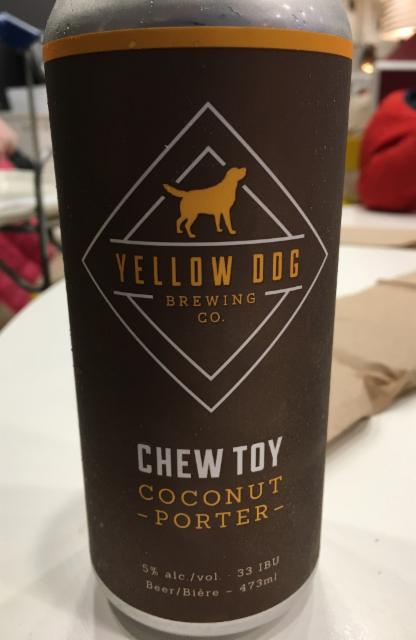 YELLOW DOG
BREWING
CO.
CHEW TOY
COCONUT
-PORTER-
5% alc./vol. · 33 IBU
Beer/Bière - 473ml